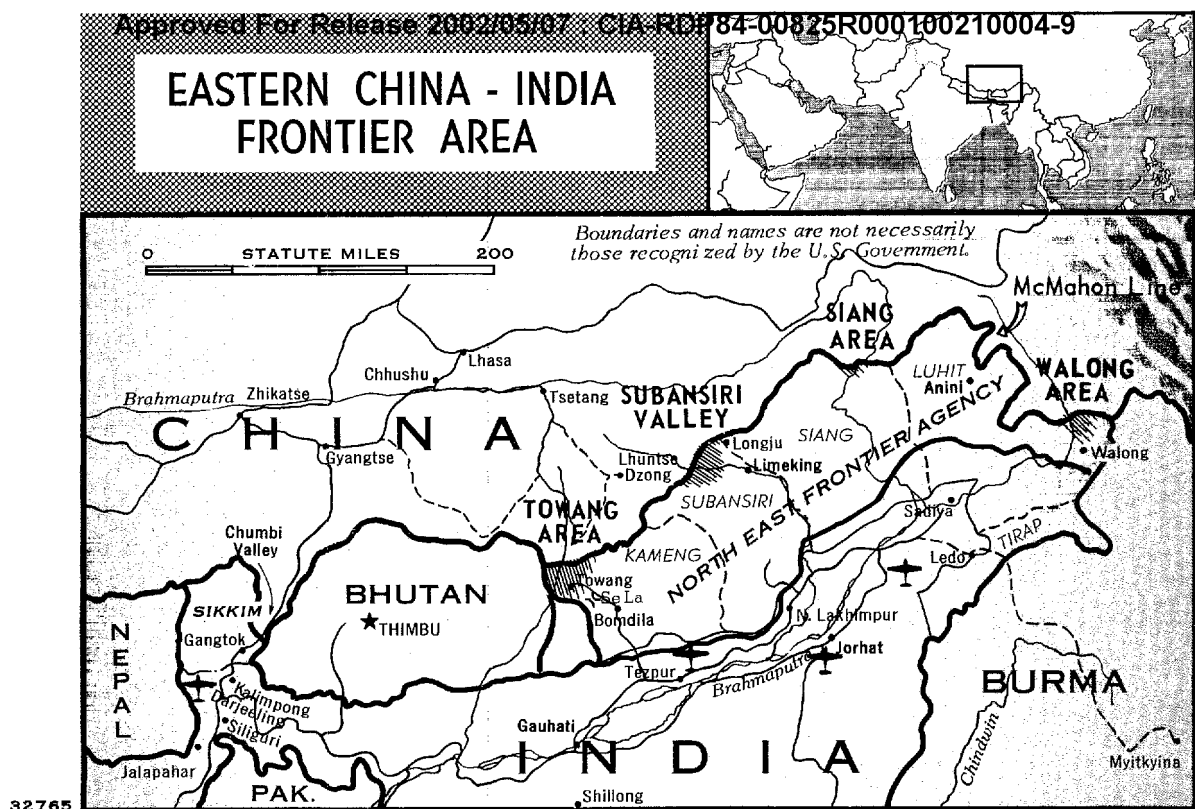 Approved For Release 2002/05/07 : CIA-RDP84-00825R000100210004-9
EASTERN CHINA - INDIA
FRONTIER AREA
Boundaries and names are not necessarily
those recognized by the U.S. Government.
0 STATUTE MILES 200
McMahon Line
SIANG
AREA
Lhasa
Chhushu
LUHIT
Anini
WALONG
AREA
Brahmaputra
Zhikatse
Tsetang
SUBANSIRI
VALLEY
CHINA
Gyangtse
Longju
SIANG
Walong
Lhuntse
Dzong
Limeking
SUBANSIRI
NORTH EAST FRONTIER AGENCY
TOWANG
AREA
Sadiya
Chumbi
Valley
KAMENG
TIRAP
Ledo
Towang
Se La
Bomdila
BHUTAN
THIMBU
SIKKIM
Gangtok
NEPAL
N. Lakhimpur
Jorhat
Tezpur
Brahmaputra
BURMA
Kalimpong
Darjeeling
Siliguri
Gauhati
INDIA
Chindwin
Myitkyina
Jalapahar
PAK.
Shillong
32765